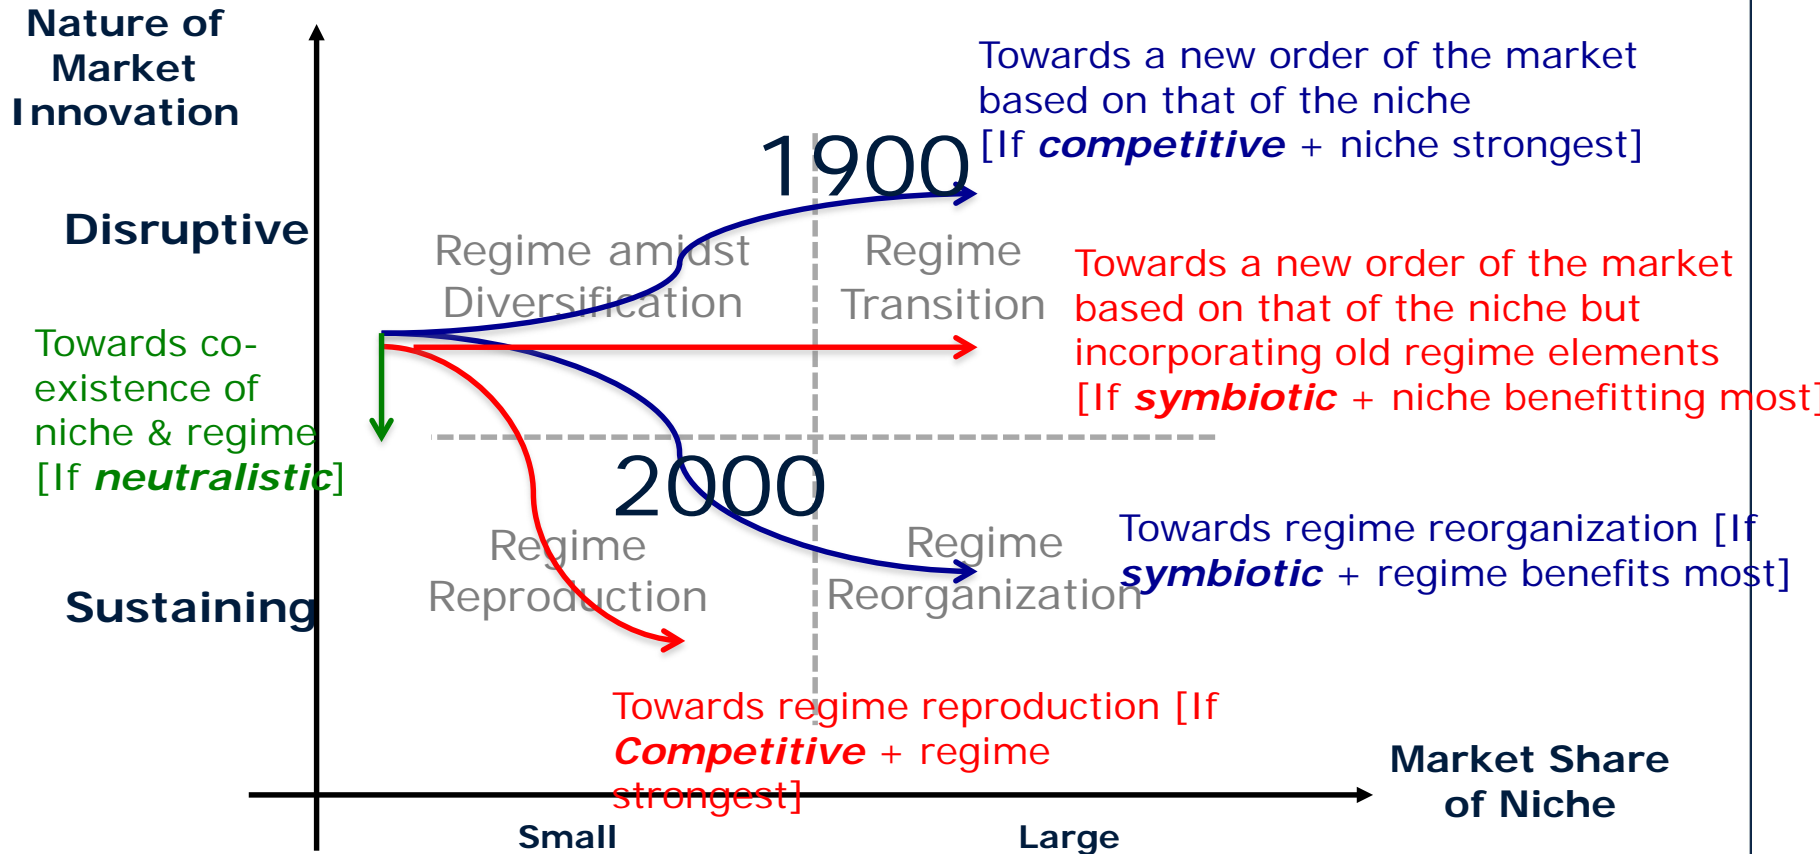 Nature of
Market
Innovation
Towards a new order of the market
based on that of the niche
[If competitive + niche strongest]
1900
Disruptive
Regime amidst
Diversification
Regime
Transition
Towards a new order of the market
based on that of the niche but
incorporating old regime elements
[If symbiotic + niche benefitting most]
Towards co-
existence of
niche & regime
[If neutralistic]
2000
Regime
Reproduction
Regime
Reorganization
Towards regime reorganization [If
symbiotic + regime benefits most]
Sustaining
Towards regime reproduction [If
Competitive + regime
strongest]
Market Share
of Niche
Small
Large